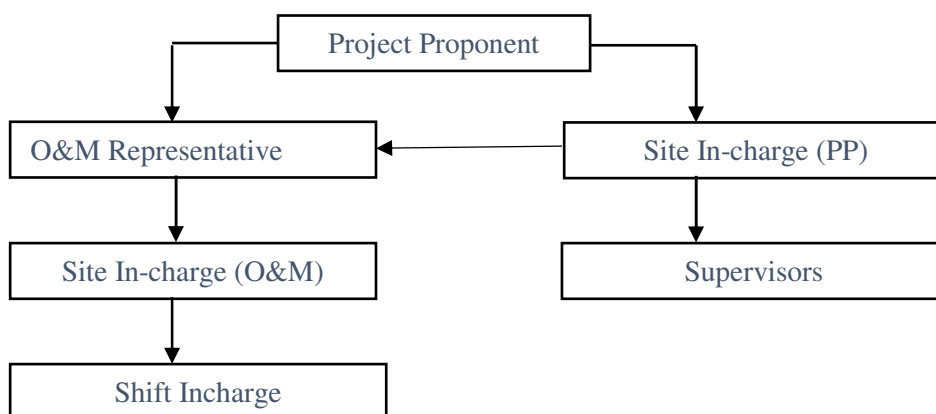 Project Proponent
O&M Representative
Site In-charge (PP)
Site In-charge (O&M)
Supervisors
Shift Incharge